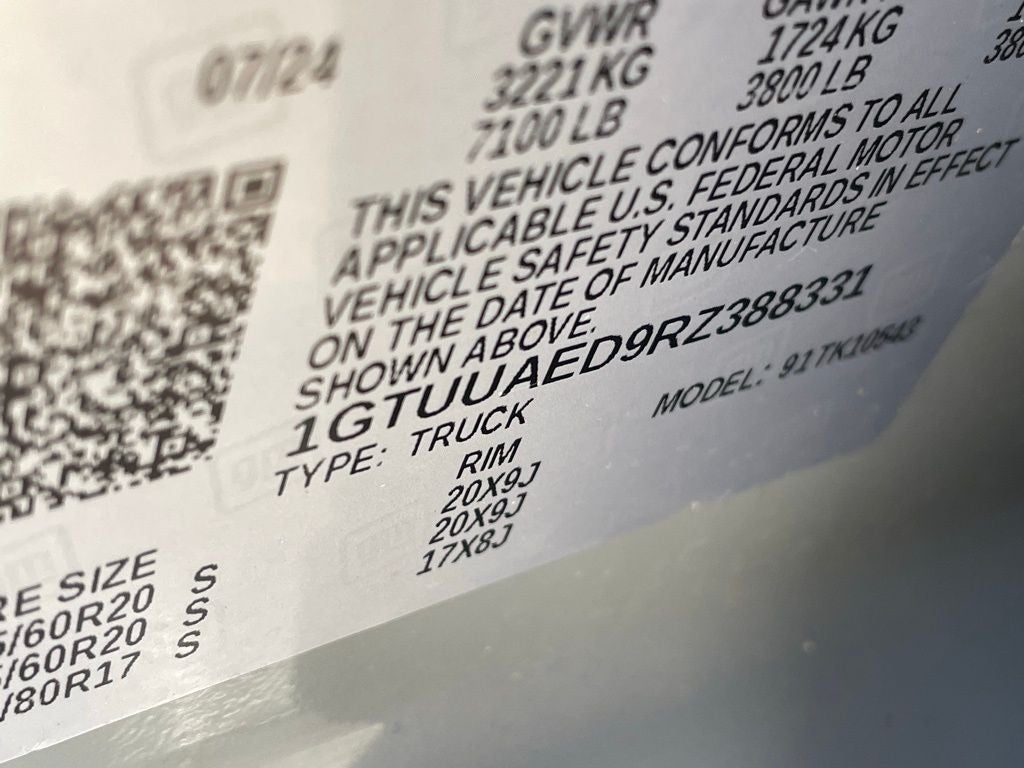 07/24
GVWR
3221 KG
7100 LB
1724 KG
3800 LB
THIS VEHICLE CONFORMS TO ALL
APPLICABLE U.S. FEDERAL MOTOR
VEHICLE SAFETY STANDARDS IN EFFECT
ON THE DATE OF MANUFACTURE
SHOWN ABOVE.
1GTUUAED9RZ388331
TYPE: TRUCK
MODEL: 91 TK10543
RIM
20X9J
20X9J
17X8J
SIZE
/60R20 S
/60R20 S
/80R17 S